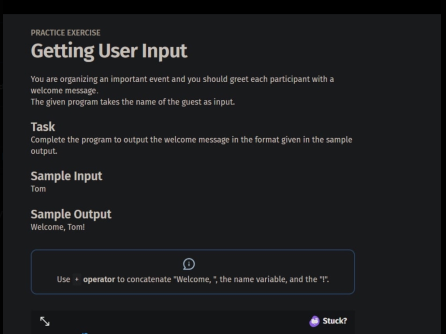 PRACTICE EXERCISE
Getting User Input
You are organizing an important event and you should greet each participant with a
welcome message.
The given program takes the name of the guest as input.
Task
Complete the program to output the welcome message in the format given in the sample
output.
Sample Input
Tom
Sample Output
Welcome, Tom!
Use + operator to concatenate "Welcome, ", the name variable, and the "!".
Stuck?